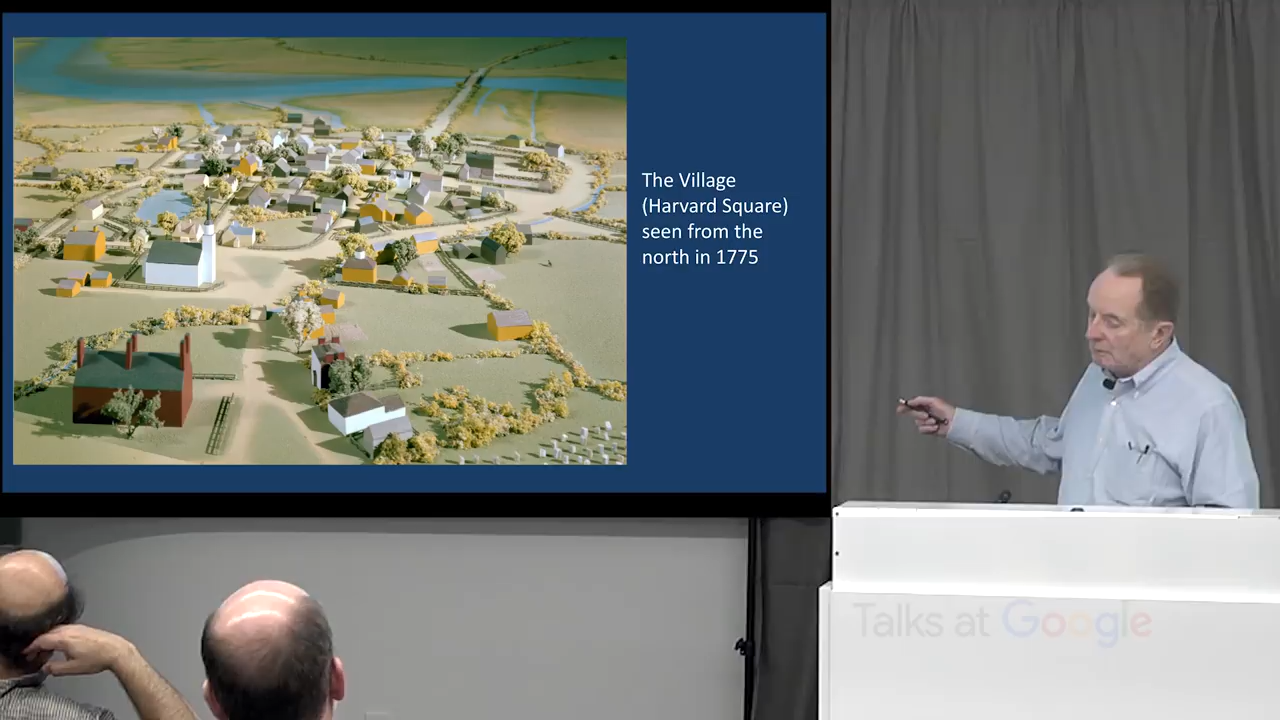 The Village
(Harvard Square)
seen from the
north in 1775
Talks at Google